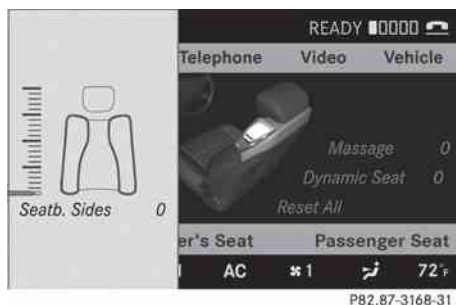 READY
Telephone Video Vehicle
Massage 0
Dynamic Seat 0
Seatb. Sides 0
Reset All
er's Seat Passenger Seat
AC 1 72°F
P82.87-3168-31